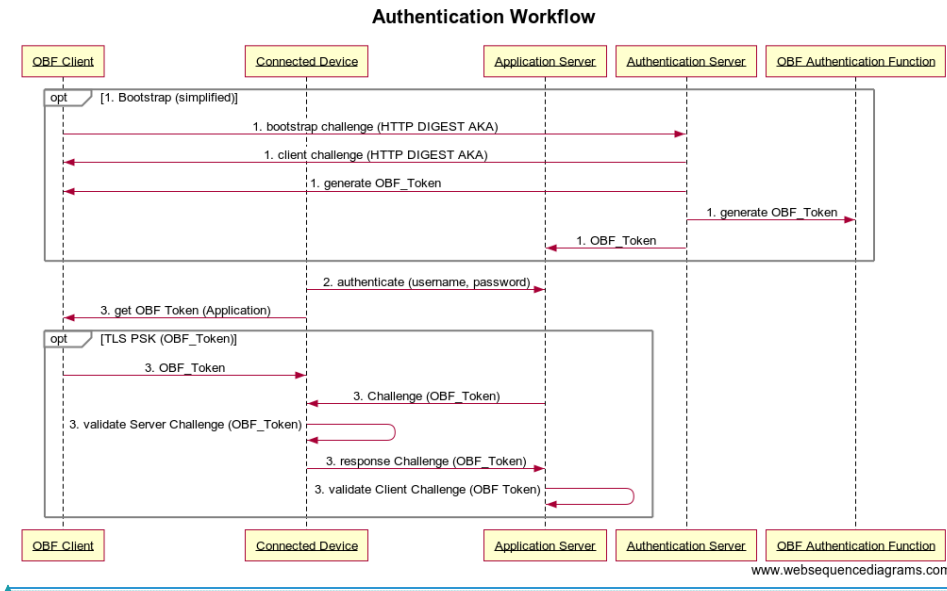 Authentication Workflow
OBF Client
Connected Device
Application Server
Authentication Server
OBF Authentication Function
opt
[1. Bootstrap (simplified)]
1. bootstrap challenge (HTTP DIGEST AKA)
1. client challenge (HTTP DIGEST AKA)
1. generate OBF_Token
1. generate OBF_Token
1. OBF_Token
2. authenticate (username, password)
3. get OBF Token (Application)
opt
[TLS PSK (OBF_Token)]
3. OBF_Token
3. Challenge (OBF_Token)
3. validate Server Challenge (OBF_Token)
3. response Challenge (OBF_Token)
3. validate Client Challenge (OBF Token)
OBF Client
Connected Device
Application Server
Authentication Server
OBF Authentication Function
www.websequencediagrams.com